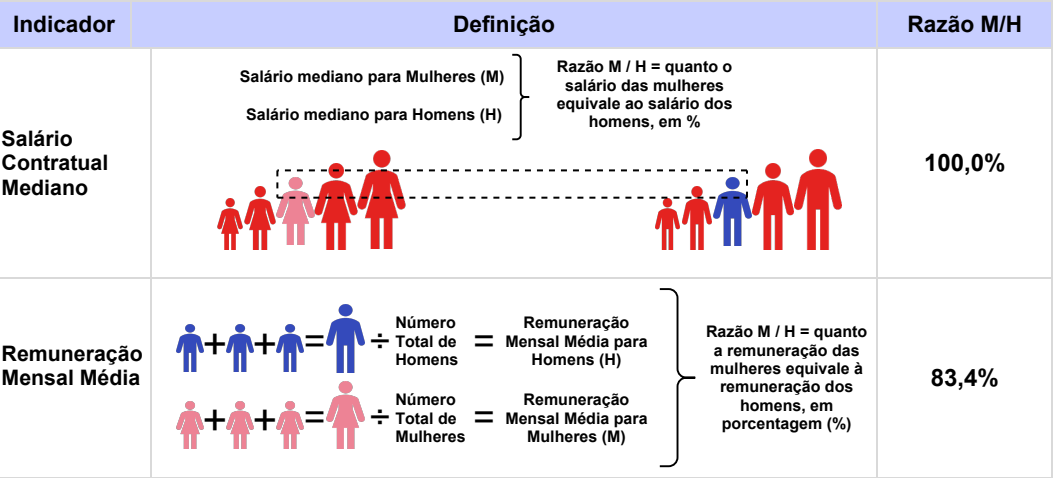 Indicador
Definição
Razão M/H
Salário
Contratual
Mediano
Salário mediano para Mulheres (M)
Salário mediano para Homens (H)
Razão M / H = quanto o
salário das mulheres
equivale ao salário dos
homens, em %
100,0%
Remuneração
Mensal Média
+
+
=
÷
Número
Total de
Homens
=
Remuneração
Mensal Média para
Homens (H)
+
+
=
÷
Número
Total de
Mulheres
=
Remuneração
Mensal Média para
Mulheres (M)
Razão M / H = quanto
a remuneração das
mulheres equivale à
remuneração dos
homens, em
porcentagem (%)
83,4%